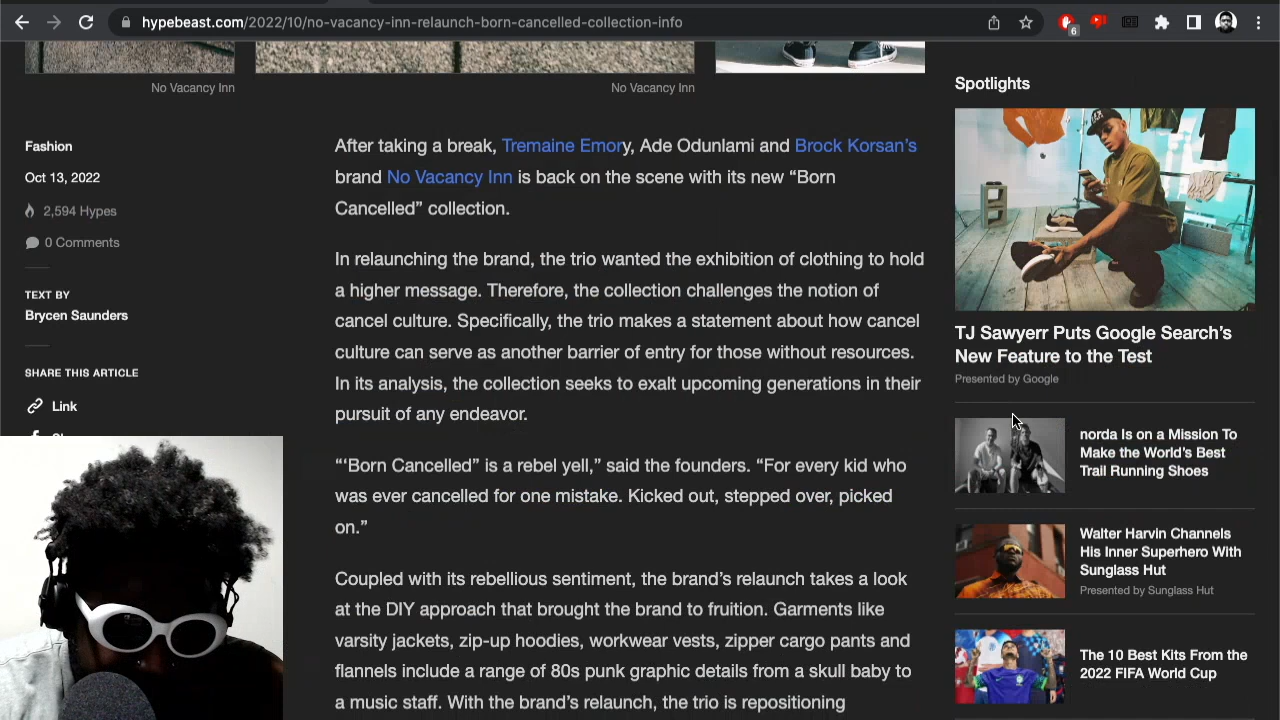 hypebeast.com/2022/10/no-vacancy-inn-relaunch-born-cancelled-collection-info
6
No Vacancy Inn
No Vacancy Inn
Fashion
Oct 13, 2022
2,594 Hypes
0 Comments
TEXT BY
Brycen Saunders
SHARE THIS ARTICLE
Link
After taking a break, Tremaine Emory, Ade Odunlami and Brock Korsan's
brand No Vacancy Inn is back on the scene with its new “Born
Cancelled” collection.
In relaunching the brand, the trio wanted the exhibition of clothing to hold
a higher message. Therefore, the collection challenges the notion of
cancel culture. Specifically, the trio makes a statement about how cancel
culture can serve as another barrier of entry for those without resources.
In its analysis, the collection seeks to exalt upcoming generations in their
pursuit of any endeavor.
“‘Born Cancelled” is a rebel yell,” said the founders. “For every kid who
was ever cancelled for one mistake. Kicked out, stepped over, picked
on.”
Coupled with its rebellious sentiment, the brand’s relaunch takes a look
at the DIY approach that brought the brand to fruition. Garments like
varsity jackets, zip-up hoodies, workwear vests, zipper cargo pants and
flannels include a range of 80s punk graphic details from a skull baby to
a music staff. With the brand’s relaunch, the trio is repositioning
Spotlights
TJ Sawyerr Puts Google Search’s
New Feature to the Test
Presented by Google
norda Is on a Mission To
Make the World’s Best
Trail Running Shoes
Walter Harvin Channels
His Inner Superhero With
Sunglass Hut
Presented by Sunglass Hut
The 10 Best Kits From the
2022 FIFA World Cup